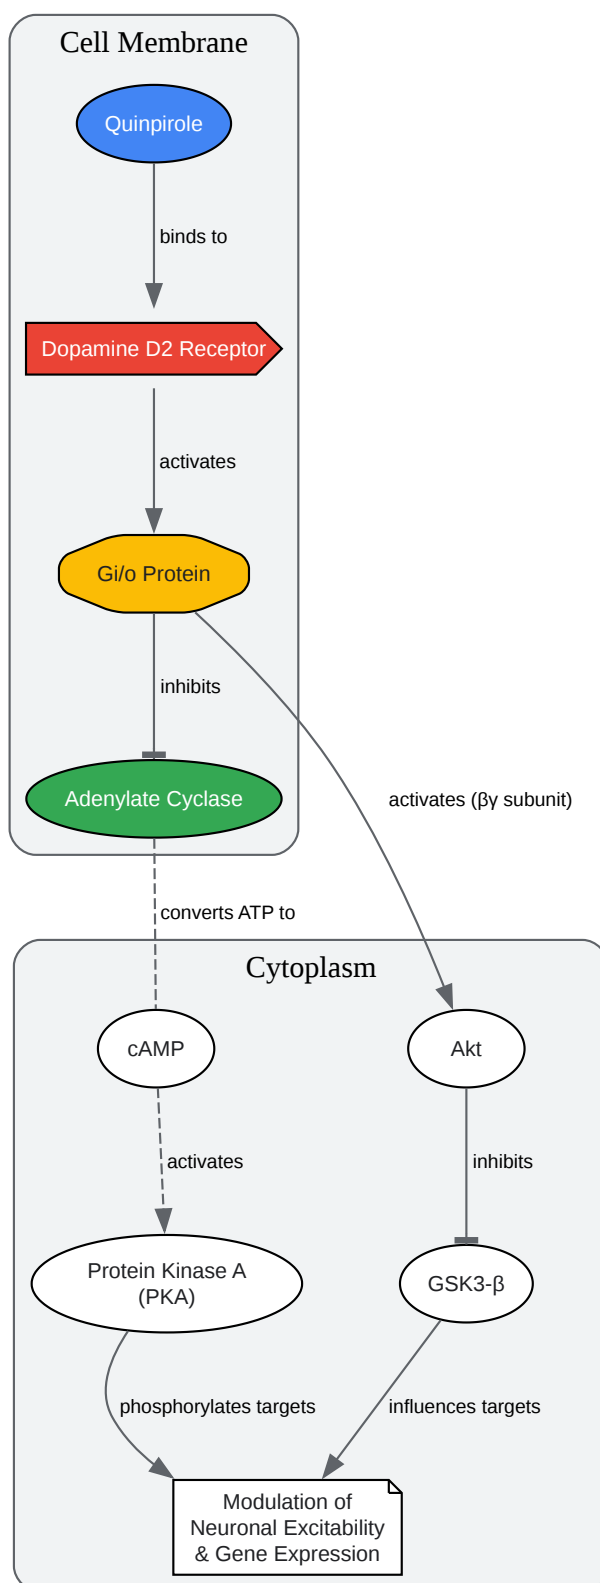 Cell Membrane
Quinpirole
binds to
Dopamine D2 Receptor
activates
Gi/o Protein
inhibits
Adenylate Cyclase
activates (βγ subunit)
converts ATP to
Cytoplasm
cAMP
Akt
activates
inhibits
Protein Kinase A
(PKA)
GSK3-β
phosphorylates targets
influences targets
Modulation of
Neuronal Excitability
& Gene Expression